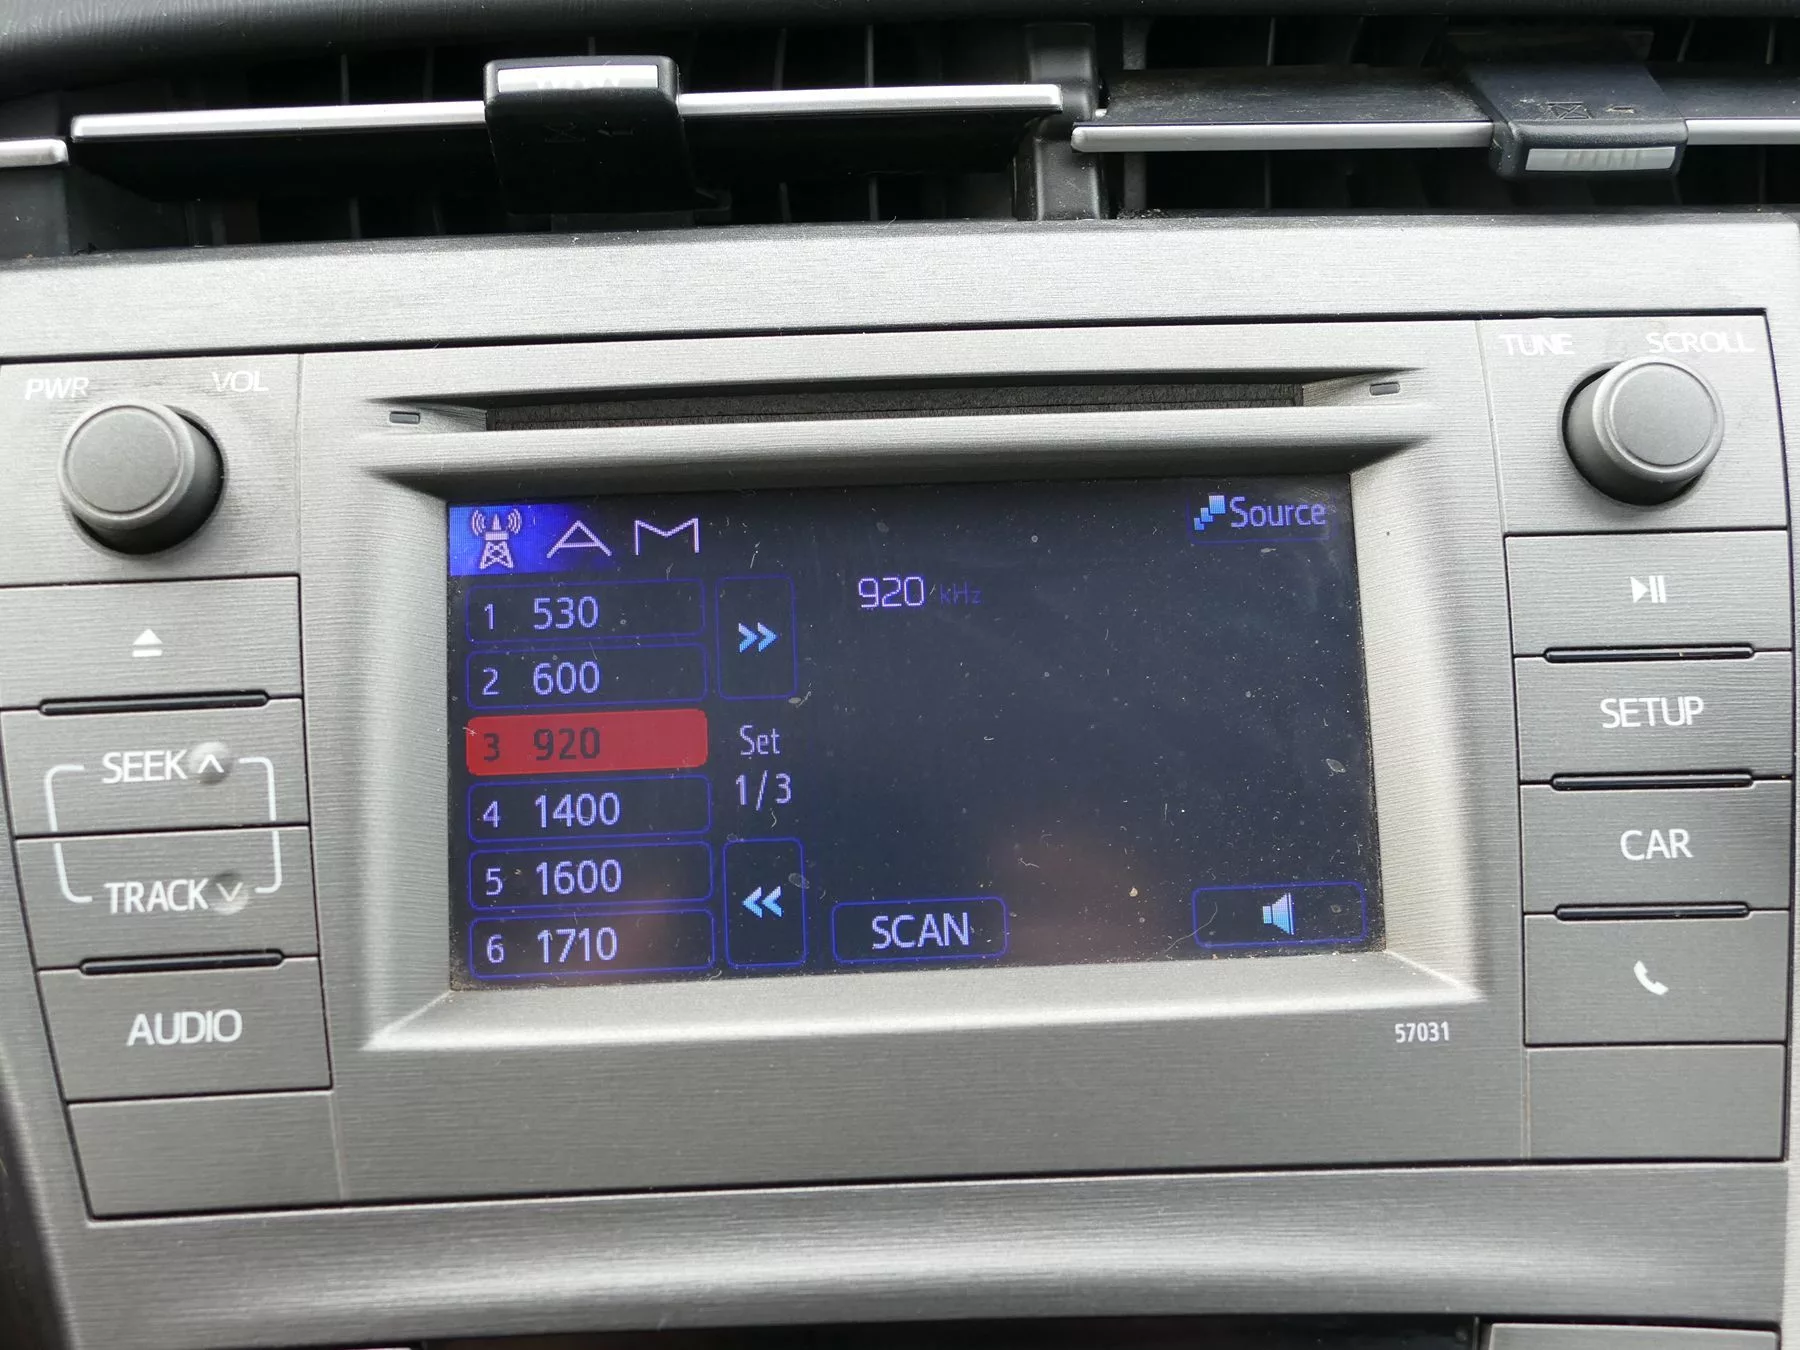 TUNE SCROLL
PWR VOL
AM
Source
1 530
920 kHz
2 600
3 920
Set
1/3
4 1400
5 1600
6 1710
SCAN
SEEK
TRACK
AUDIO
SETUP
CAR
57031